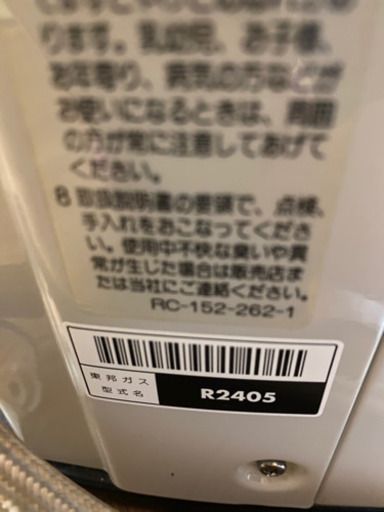 ります。乳幼児、お子様、
お年寄り、病気の方などが
お使いになるときは、周囲
の方が常に注意してあげて
ください。
8 取扱説明書の要領で、点検、
手入れをおこなってくださ
い。使用中不快な臭いや異
常が生じた場合は販売店ま
たは当社にご連絡ください。
RC-152-262-1
東邦ガス
型式名 R2405